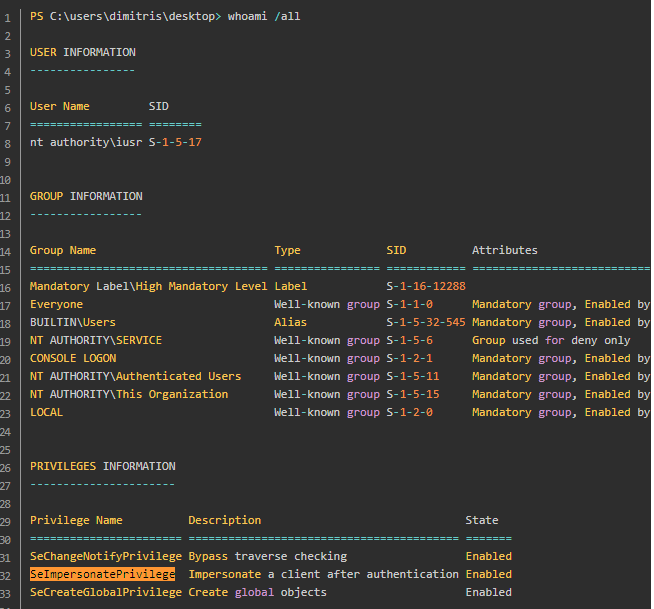 1 PS C:\users\dimitris\desktop> whoami /all
2
3 USER INFORMATION
4 ----------------
5
6 User Name         SID
7 ================= ========
8 nt authority\iusr S-1-5-17
9
10
11 GROUP INFORMATION
12 -----------------
13
14 Group Name                           Type             SID          Attributes
15 ==================================== ================ ============ ===========================
16 Mandatory Label\High Mandatory Level Label            S-1-16-12288
17 Everyone                             Well-known group S-1-1-0      Mandatory group, Enabled by
18 BUILTIN\Users                        Alias            S-1-5-32-545 Mandatory group, Enabled by
19 NT AUTHORITY\SERVICE                 Well-known group S-1-5-6      Group used for deny only
20 CONSOLE LOGON                        Well-known group S-1-2-1      Mandatory group, Enabled by
21 NT AUTHORITY\Authenticated Users     Well-known group S-1-5-11     Mandatory group, Enabled by
22 NT AUTHORITY\This Organization       Well-known group S-1-5-15     Mandatory group, Enabled by
23 LOCAL                                Well-known group S-1-2-0      Mandatory group, Enabled by
24
25
26 PRIVILEGES INFORMATION
27 ----------------------
28
29 Privilege Name          Description                               State
30 ======================= ========================================= =======
31 SeChangeNotifyPrivilege Bypass traverse checking                  Enabled
32 SeImpersonatePrivilege  Impersonate a client after authentication Enabled
33 SeCreateGlobalPrivilege Create global objects                     Enabled